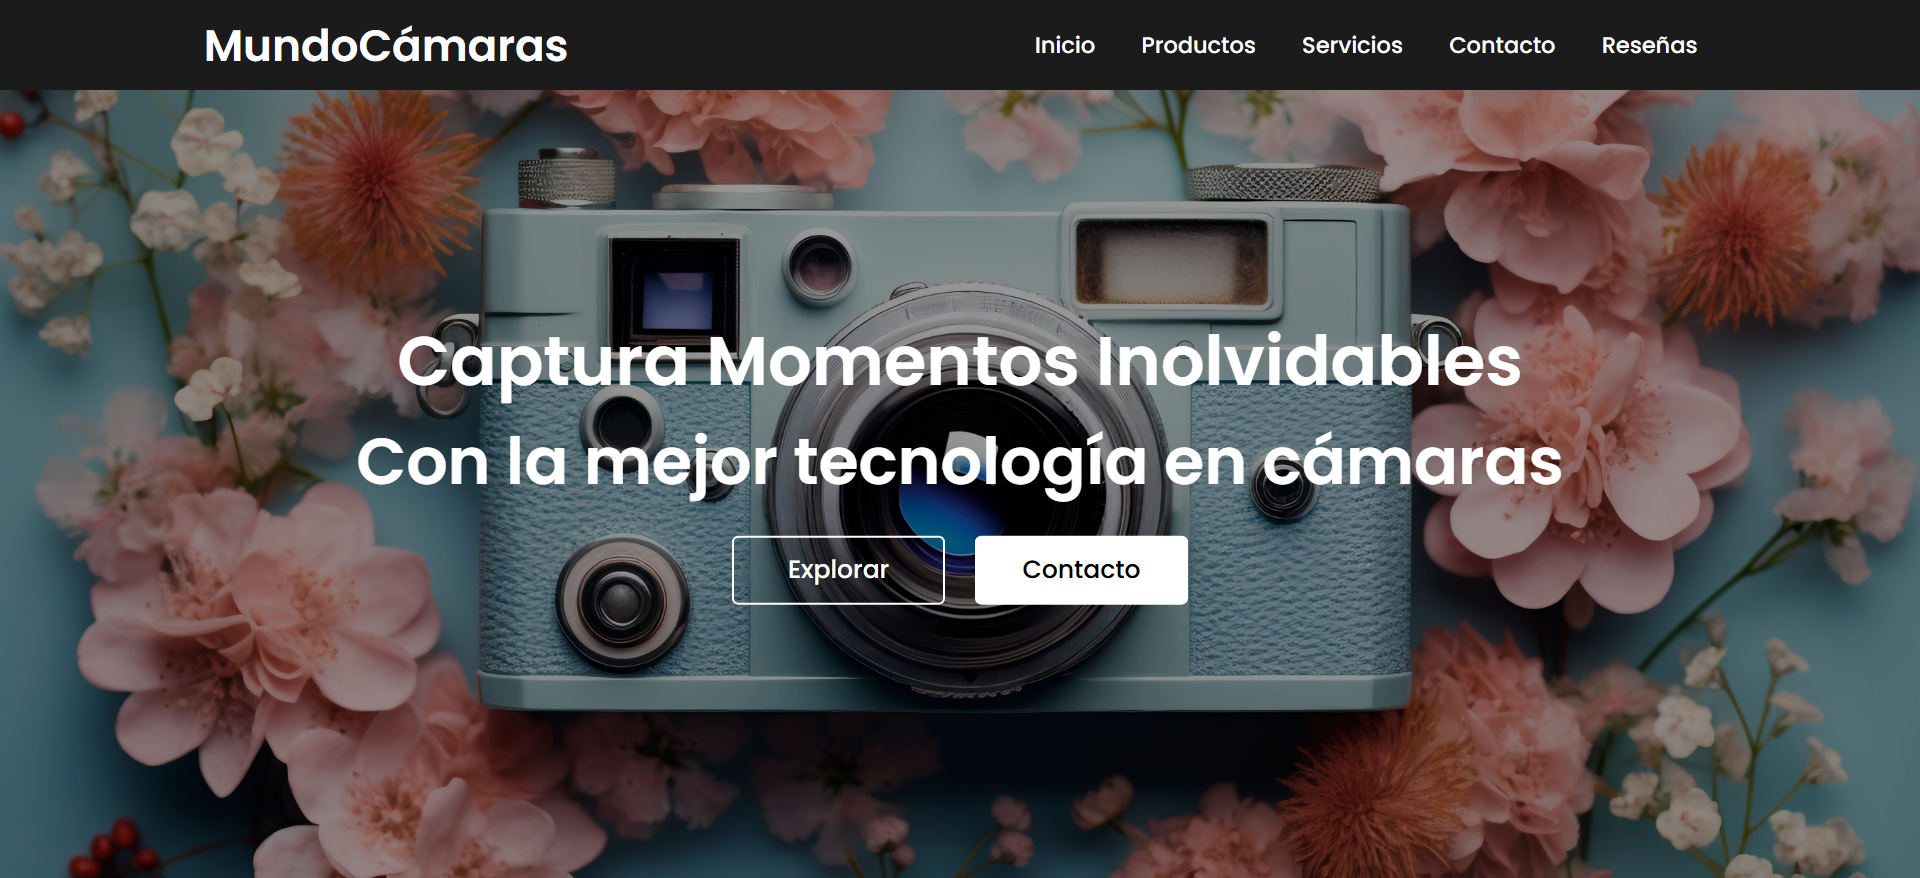 MundoCámaras
Inicio Productos Servicios Contacto Reseñas
Captura Momentos Inolvidables
Con la mejor tecnología en cámaras
Explorar Contacto